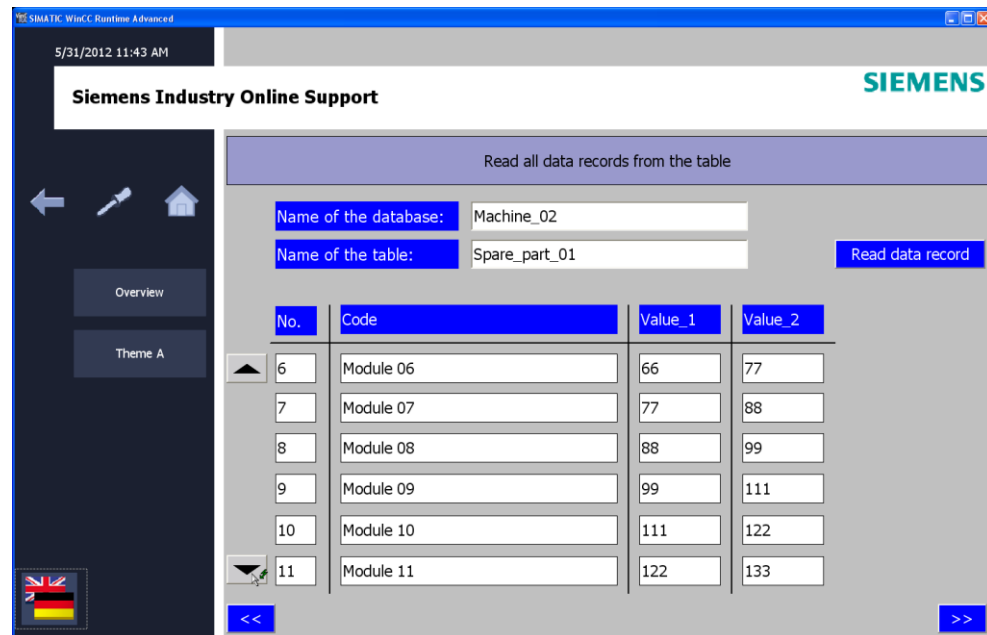 SIMATIC WinCC Runtime Advanced
5/31/2012 11:43 AM
SIEMENS
Siemens Industry Online Support
Read all data records from the table
Name of the database: Machine_02
Name of the table: Spare_part_01 Read data record
Overview
Theme A
No. Code Value_1 Value_2
6 Module 06 66 77
7 Module 07 77 88
8 Module 08 88 99
9 Module 09 99 111
10 Module 10 111 122
11 Module 11 122 133
<< >>